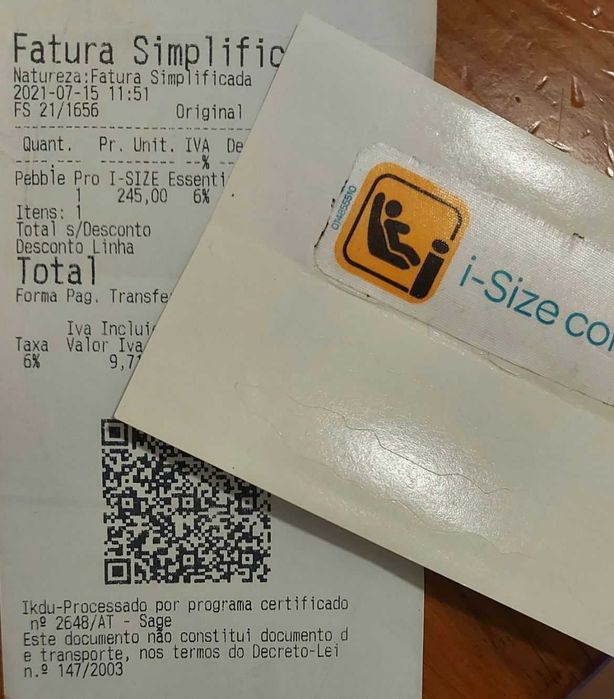 Fatura Simplific
Natureza:Fatura Simplificada
2021-07-15 11:51
FS 21/1656 Original
Quant. Pr. Unit. IVA De
--%
Pebble Pro i-SIZE Essenti
1 245,00 6%
Itens: 1
Total s/Desconto
Desconto Linha
Total
Forma Pag. Transfe
Iva Inclui
Taxa Valor Iva
6% 9,71
Ikdu-Processado por programa certificado
nº 2648/AT - Sage
Este documento não constitui documento d
e transporte, nos termos do Decreto-Lei
n.º 147/2003
i-Size co